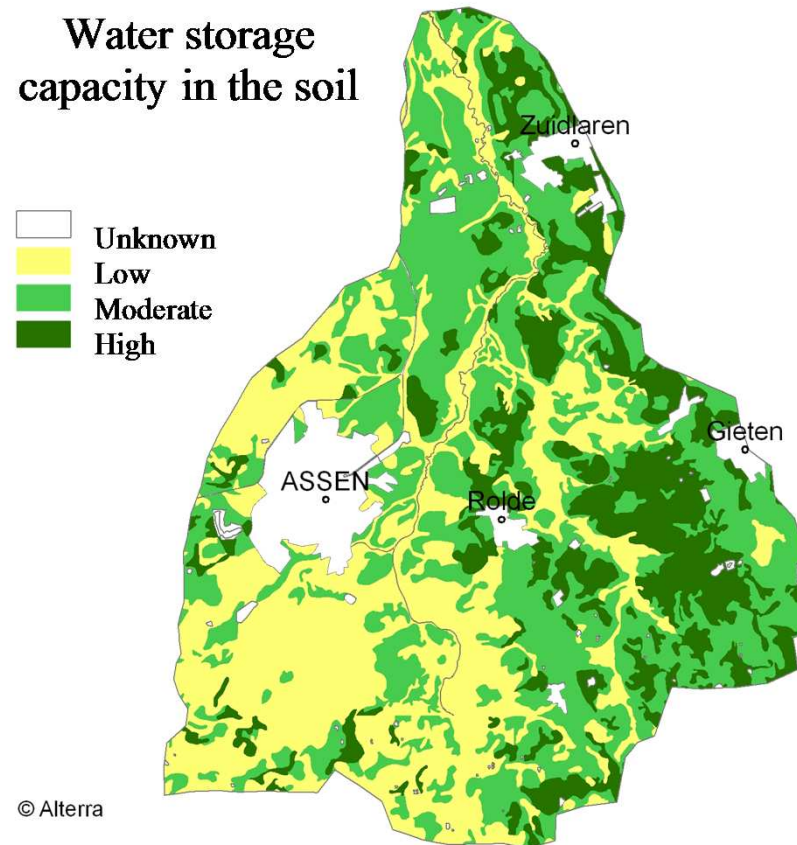 Water storage
capacity in the soil
Unknown
Low
Moderate
High
Zuidlaren
Gieten
ASSEN
Rolde
© Alterra